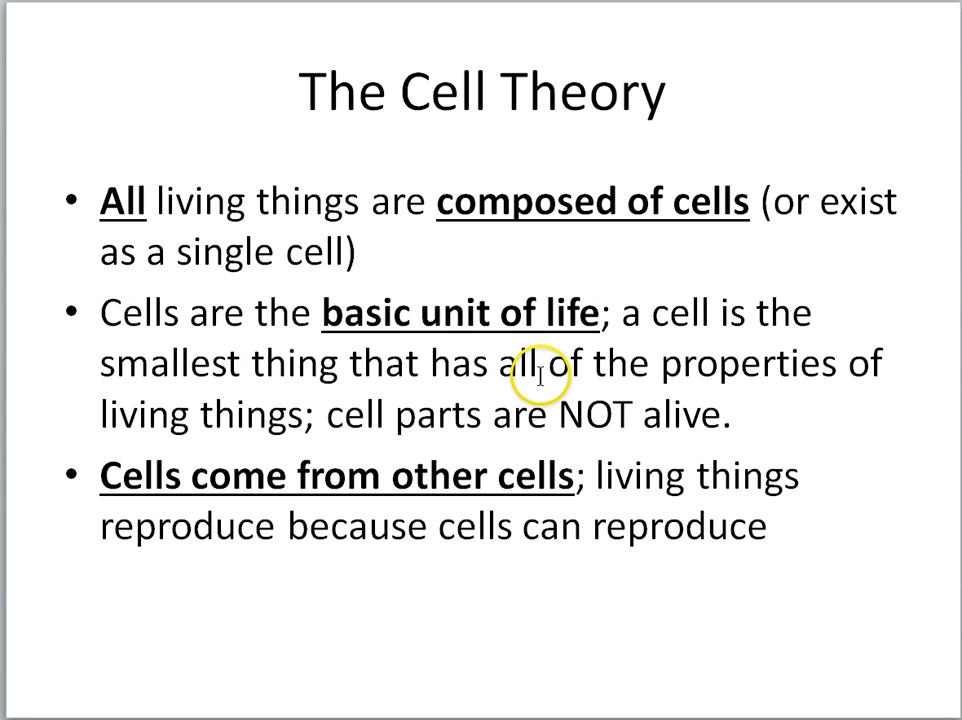 The Cell Theory
• All living things are composed of cells (or exist
as a single cell)
• Cells are the basic unit of life; a cell is the
smallest thing that has all of the properties of
living things; cell parts are NOT alive.
• Cells come from other cells; living things
reproduce because cells can reproduce